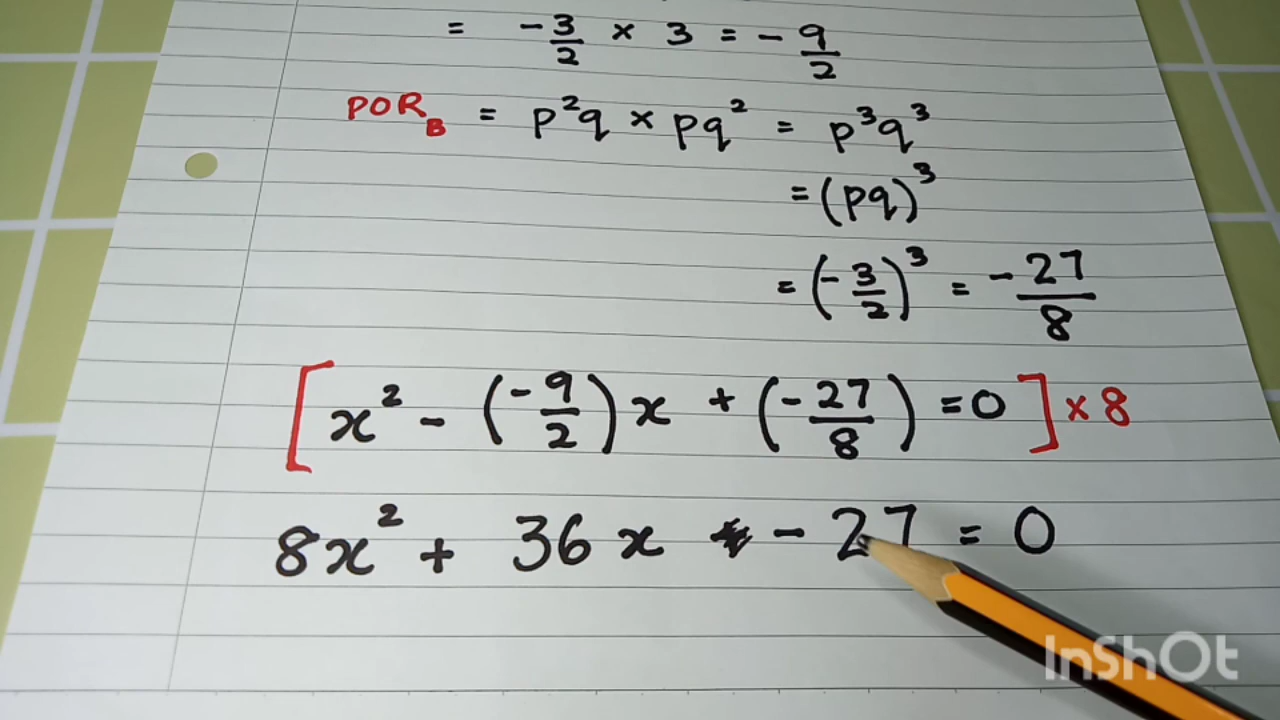 = -3/2 × 3 = -9/2
POR_B = p²q × pq² = p³q³
= (pq)³
= (-3/2)³ = -27/8
[x² - (-9/2)x + (-27/8) = 0] × 8
8x² + 36x - 27 = 0
InShOt